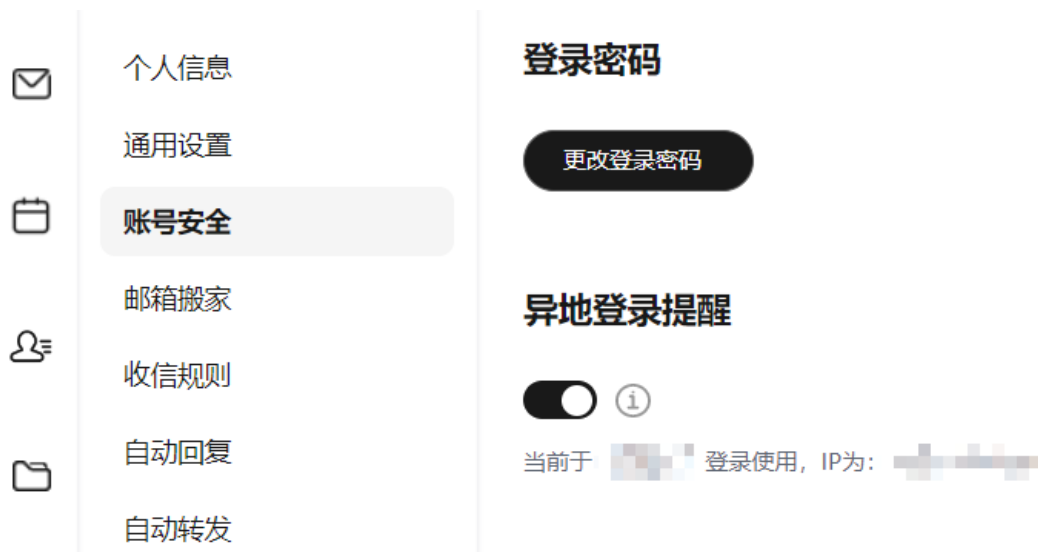 个人信息
通用设置
账号安全
邮箱搬家
收信规则
自动回复
自动转发
登录密码
更改登录密码
异地登录提醒
当前于 登录使用，IP为：